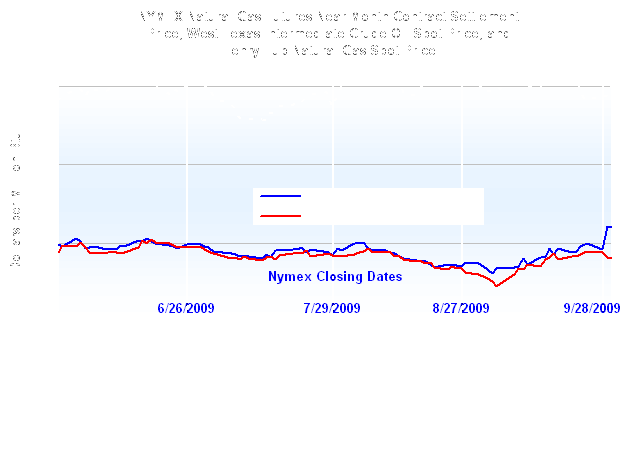 NYMEX Natural Gas Futures Near Month Contract Settlement
Price, West Texas Intermediate Crude Oil Spot Price, and
Henry Hub Natural Gas Spot Price
Nymex Closing Dates
6/26/2009 7/29/2009 8/27/2009 9/28/2009